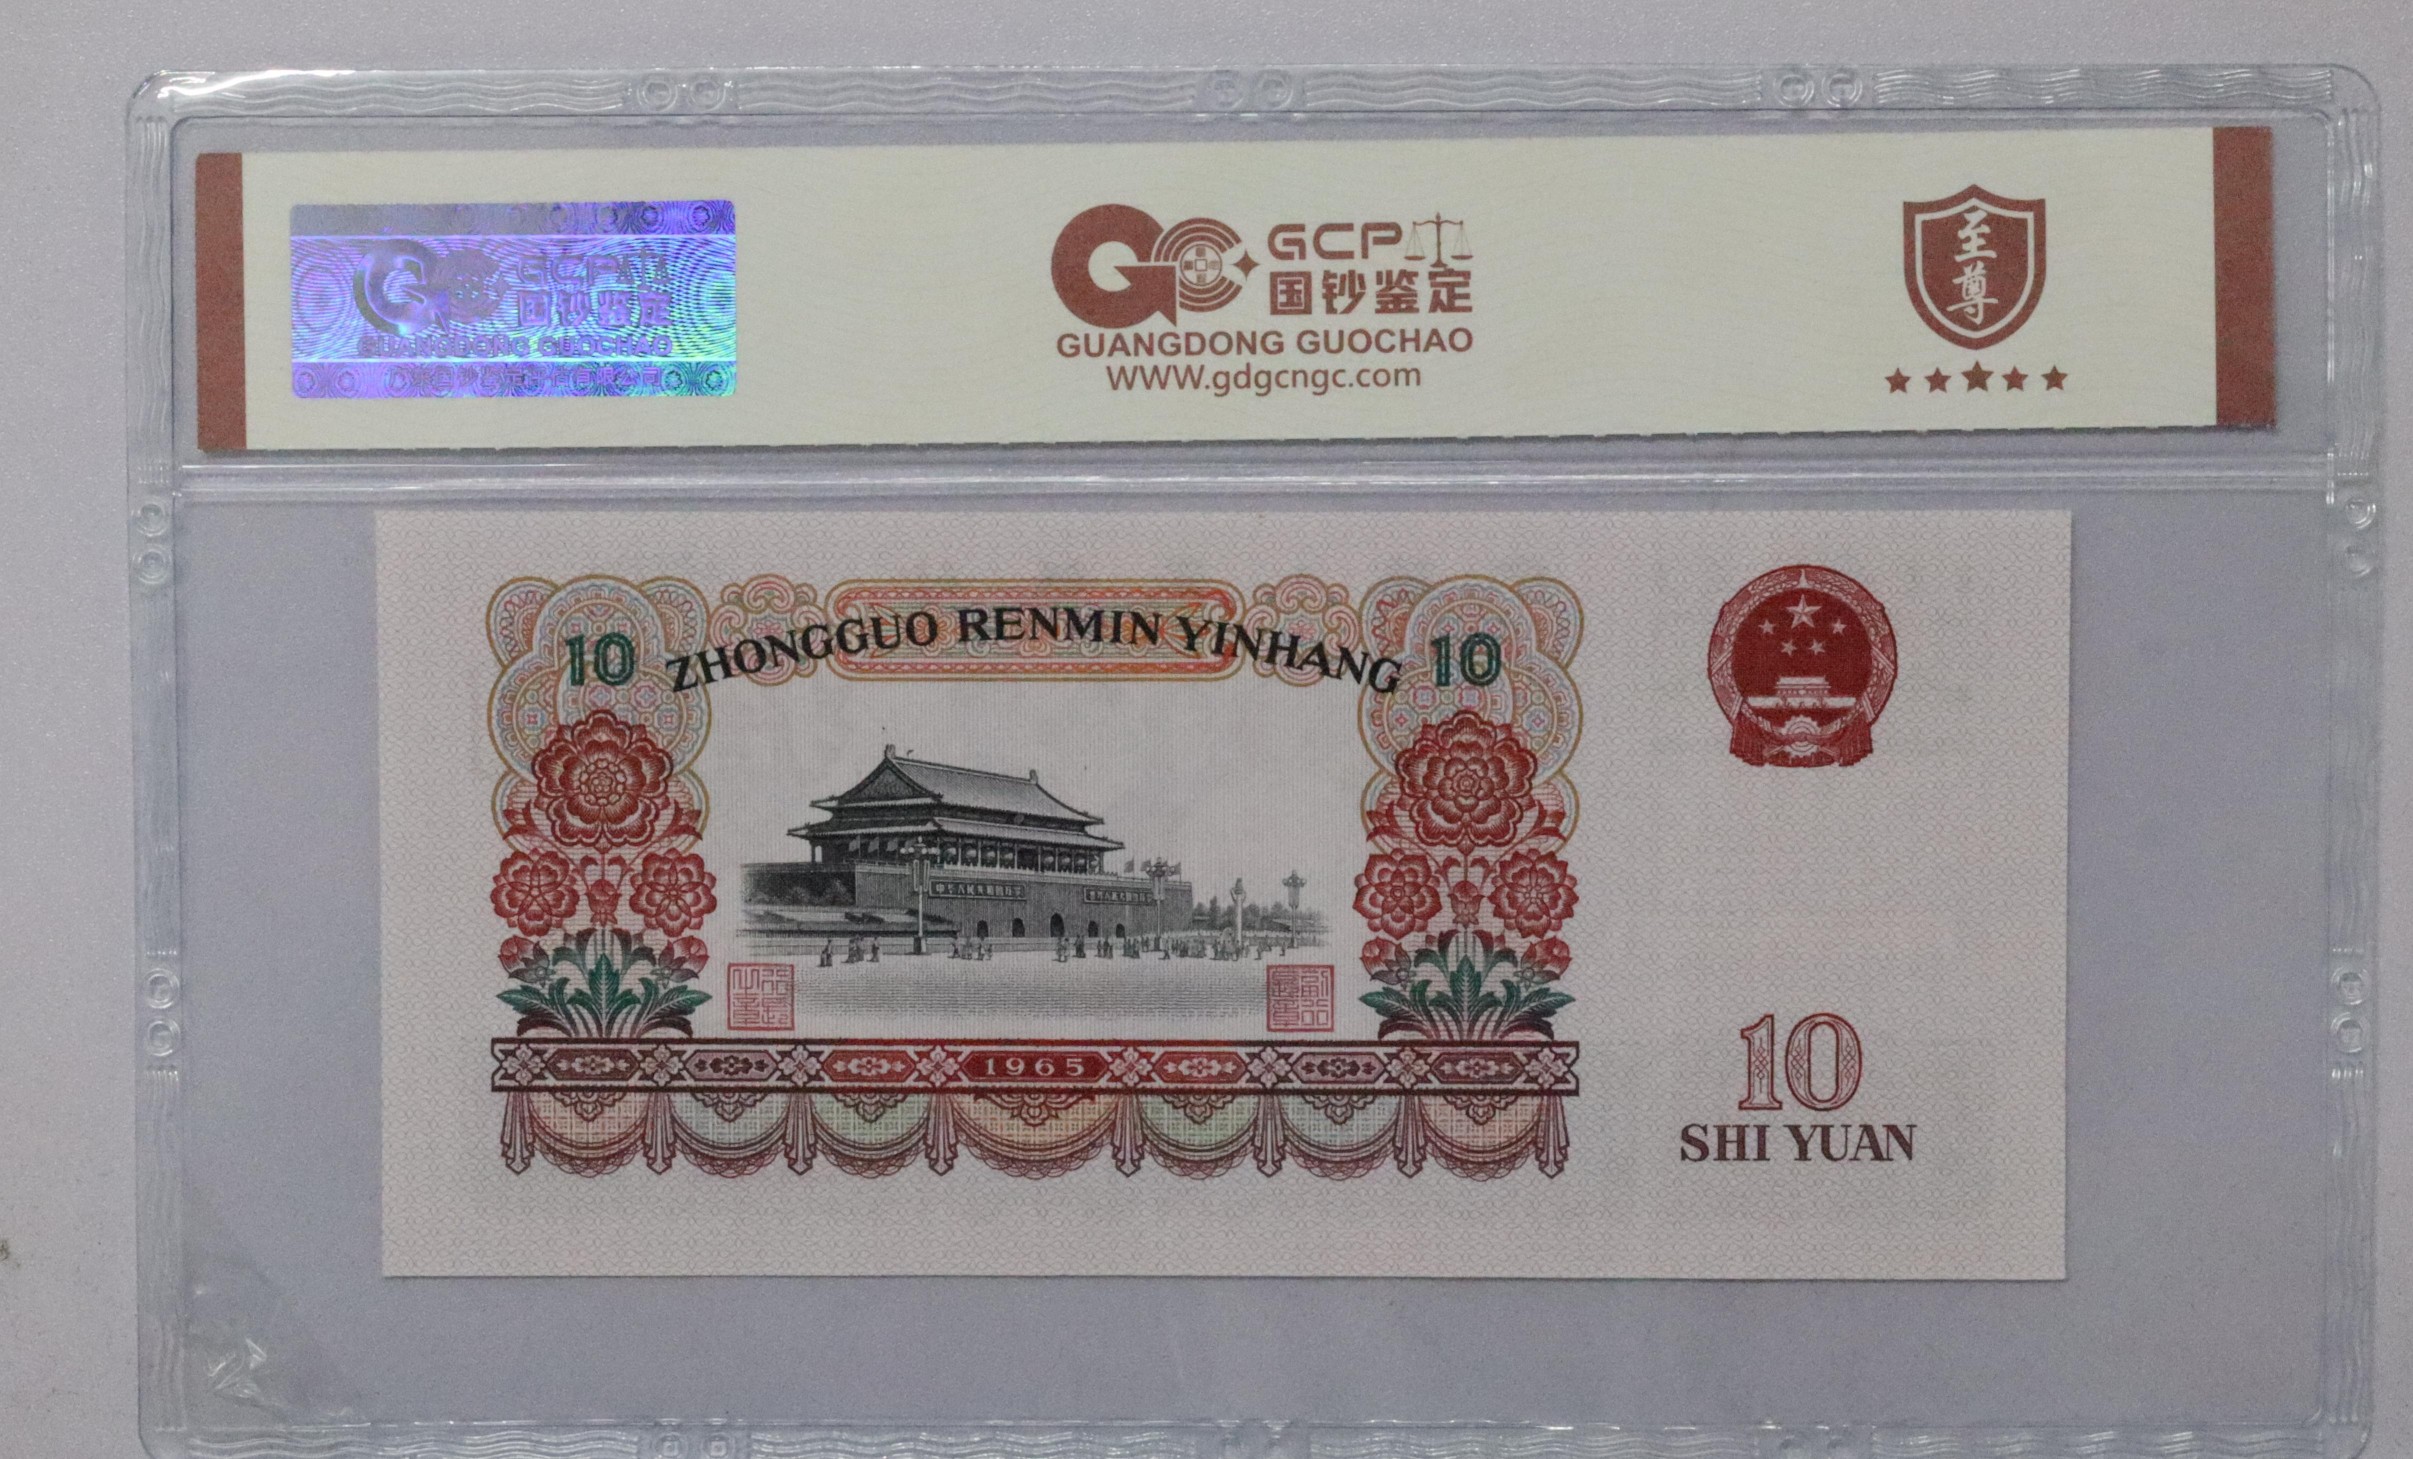 GCP
国钞鉴定
GUANGDONG GUOCHAO
GCP
国钞鉴定
GUANGDONG GUOCHAO
WWW.gdgcngc.com
至
尊
10 ZHONGGUO RENMIN YINHANG 10
1965
10
SHI YUAN